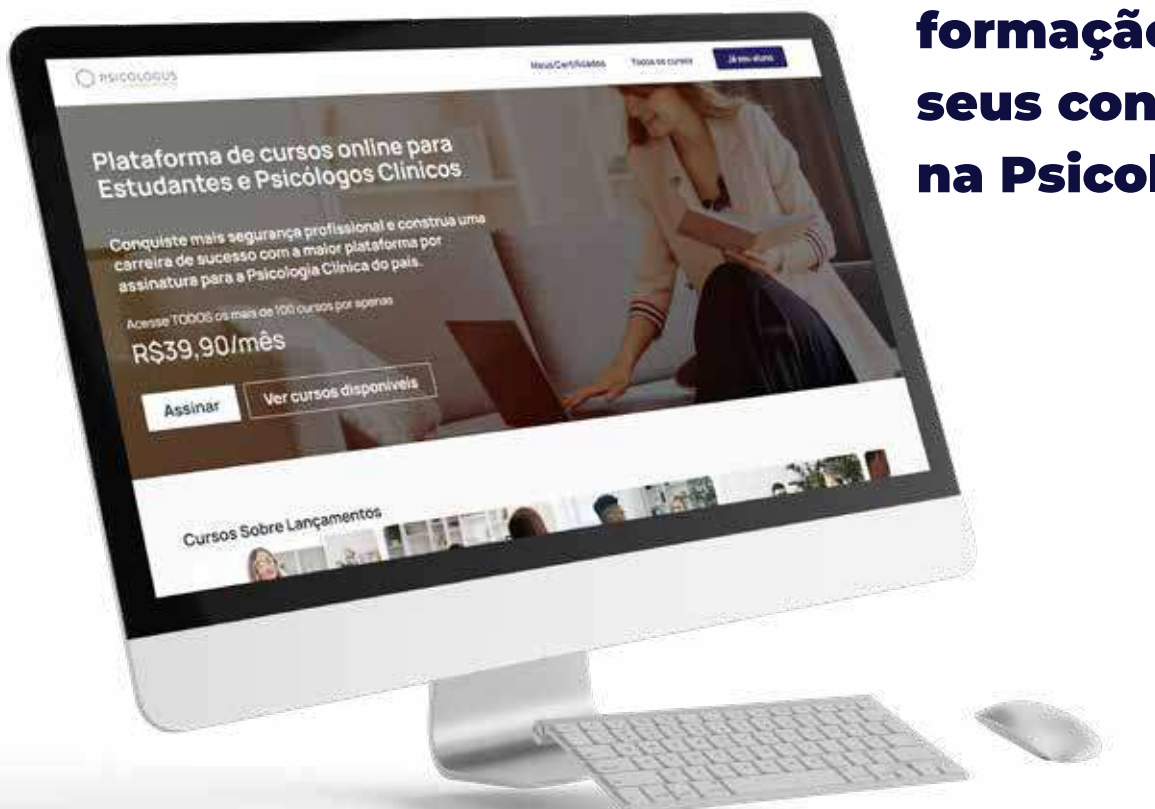 formação
seus con
na Psicol
PSICOLOGUS
Meus Certificados
Todos os cursos
Já sou aluno
Plataforma de cursos online para
Estudantes e Psicólogos Clínicos
Conquiste mais segurança profissional e construa uma
carreira de sucesso com a maior plataforma por
assinatura para a Psicologia Clínica do país.
Acesse TODOS os mais de 100 cursos por apenas
R$39,90/mês
Assinar
Ver cursos disponíveis
Cursos Sobre Lançamentos